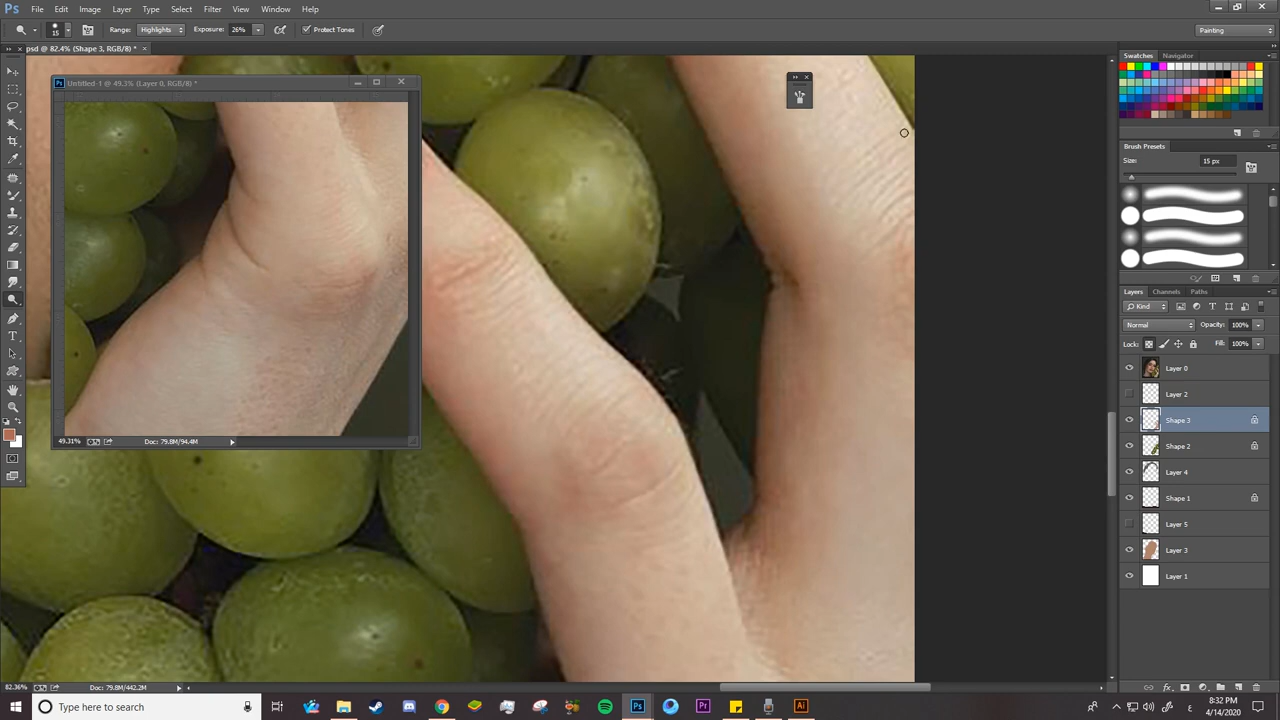 Ps File Edit Image Layer Type Select Filter View Window Help
15 Range: Highlights Exposure: 26% Protect Tones Painting
psd @ 82.4% (Shape 3, RGB/8) *
Untitled-1 @ 49.3% (Layer 0, RGB/8) *
49.31% Doc: 79.8M/94.4M
Swatches Navigator
Brush Presets
Size: 15 px
Layers Channels Paths
Kind
Normal Opacity: 100%
Lock: Fill: 100%
Layer 0
Layer 2
Shape 3
Shape 2
Layer 4
Shape 1
Layer 5
Layer 3
Layer 1
82.36% Doc: 79.8M/442.2M
Type here to search
8:32 PM
4/14/2020